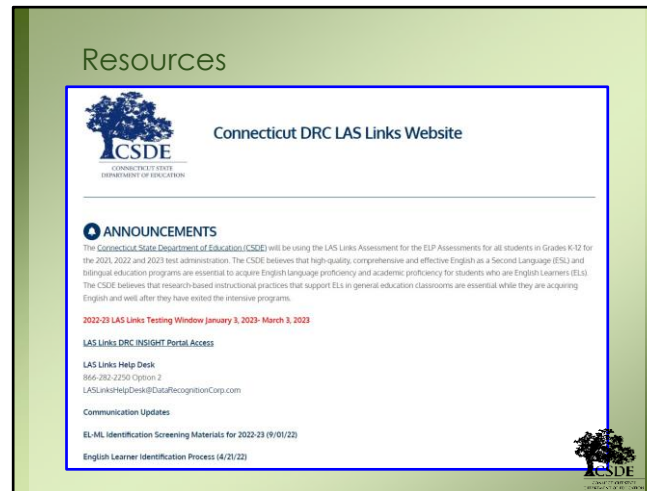 Resources
CSDE
CONNECTICUT STATE
DEPARTMENT OF EDUCATION
Connecticut DRC LAS Links Website
ANNOUNCEMENTS
The Connecticut State Department of Education (CSDE) will be using the LAS Links Assessment for the ELP Assessments for all students in Grades K-12 for
the 2021, 2022 and 2023 test administration. The CSDE believes that high-quality, comprehensive and effective English as a Second Language (ESL) and
bilingual education programs are essential to acquire English language proficiency and academic proficiency for students who are English Learners (ELs).
The CSDE believes that research-based instructional practices that support ELs in general education classrooms are essential while they are acquiring
English and well after they have exited the intensive programs.
2022-23 LAS Links Testing Window January 3, 2023- March 3, 2023
LAS Links DRC INSIGHT Portal Access
LAS Links Help Desk
866-282-2250 Option 2
LASLinksHelpDesk@DataRecognitionCorp.com
Communication Updates
EL-ML Identification Screening Materials for 2022-23 (9/01/22)
English Learner Identification Process (4/21/22)
CSDE
CONNECTICUT STATE
DEPARTMENT OF EDUCATION